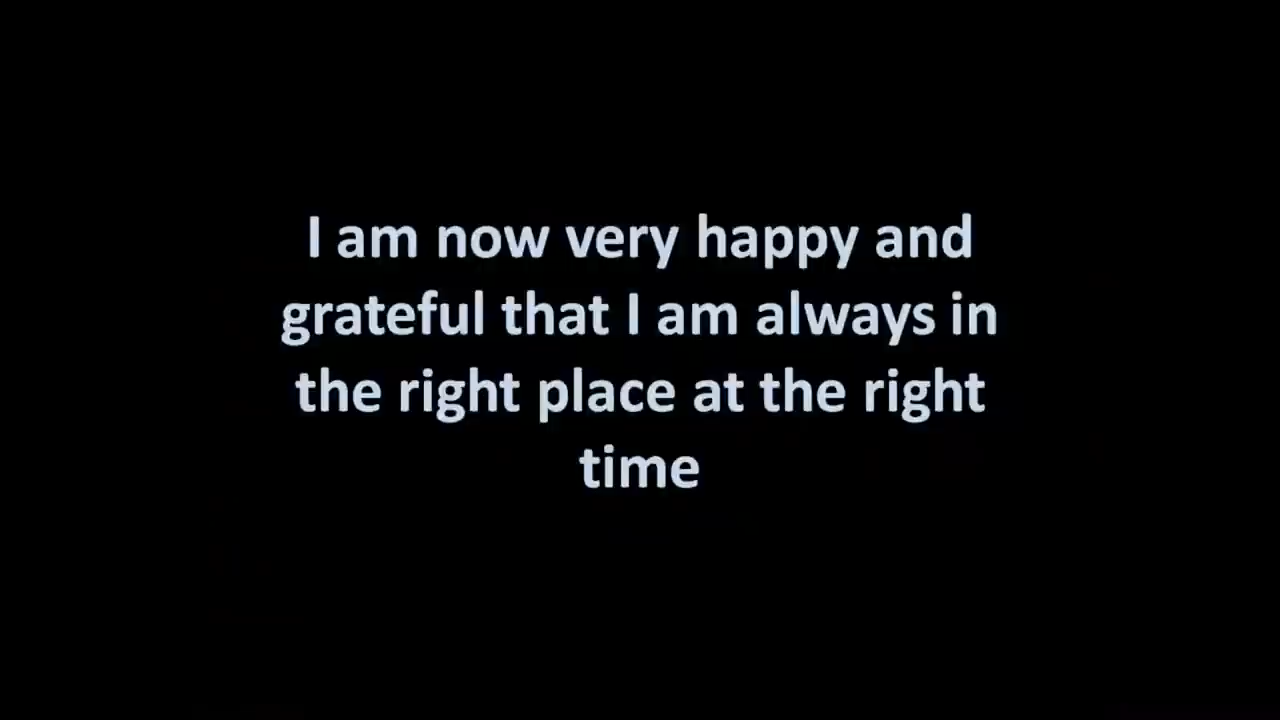 I am now very happy and
grateful that I am always in
the right place at the right
time